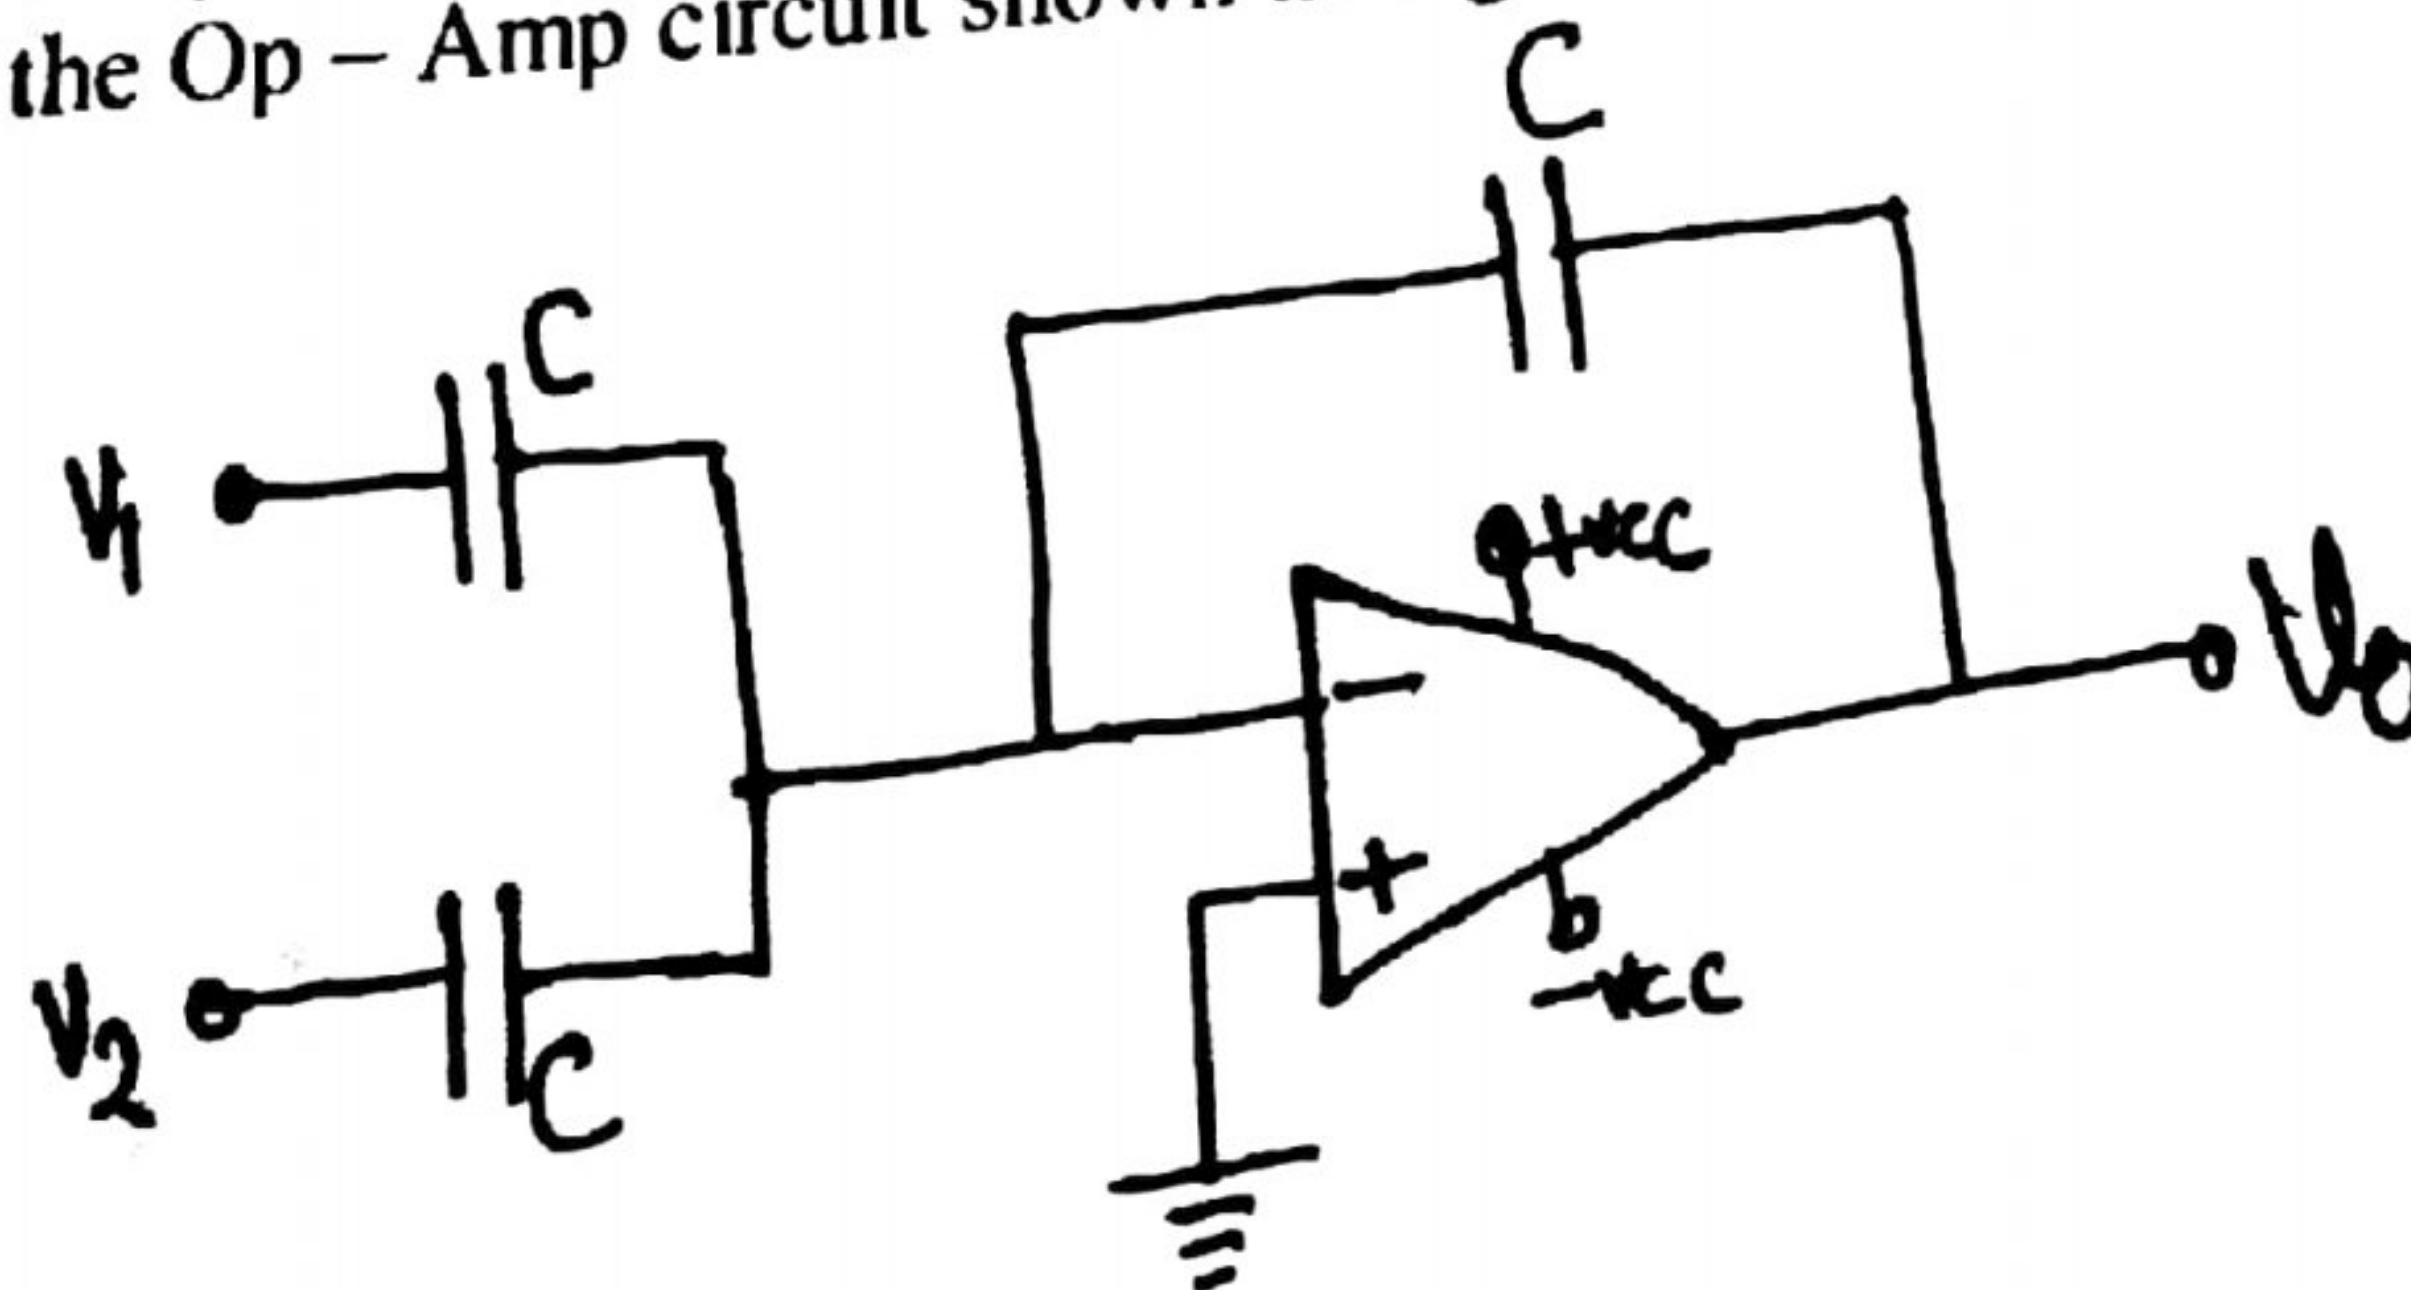 the Op – Amp circuit shown
C
C
V1
+VCC
−
Vo
+
−VCC
V2
C